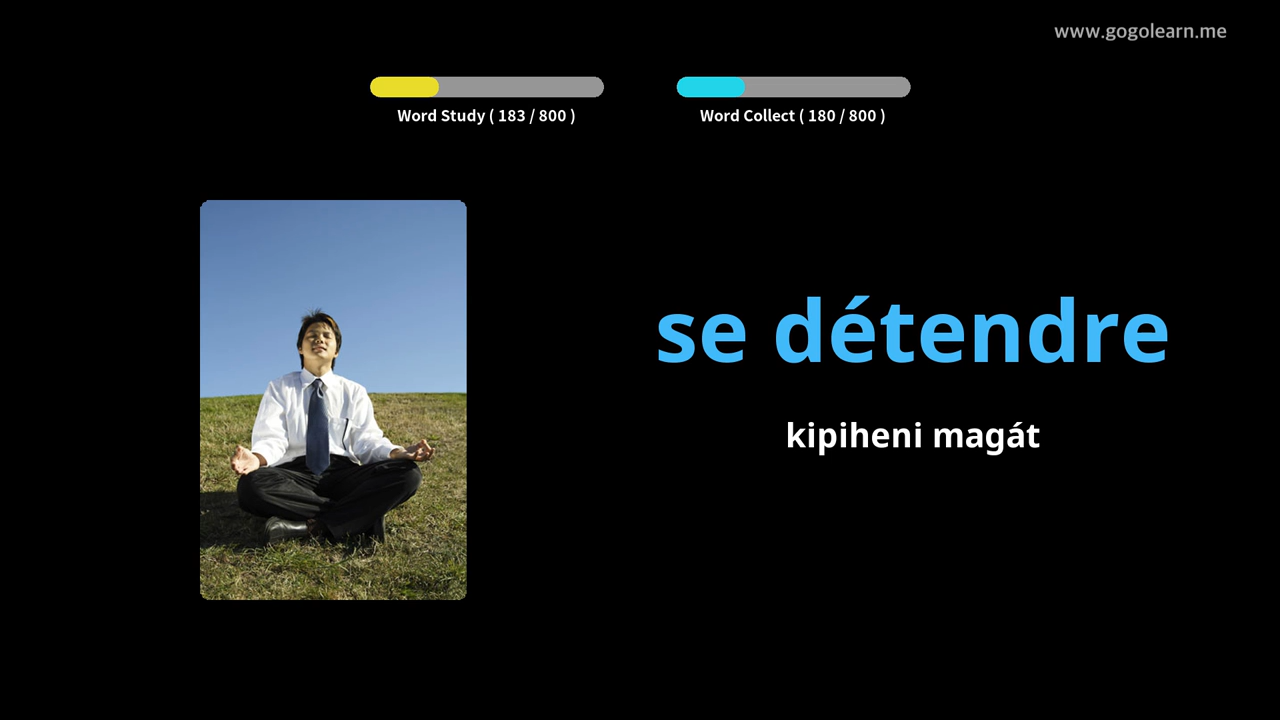 www.gogolearn.me
Word Study ( 183 / 800 )
Word Collect ( 180 / 800 )
se détendre
kipiheni magát